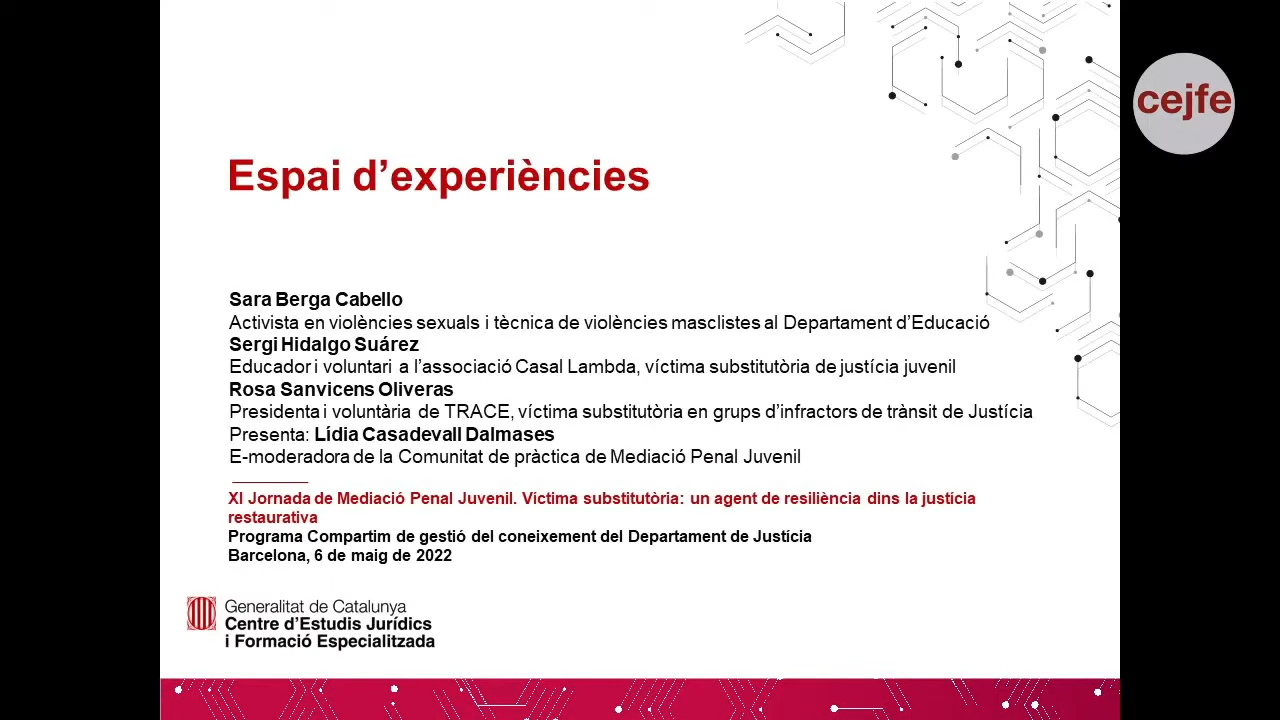 cejfe
Espai d’experiències
Sara Berga Cabello
Activista en violències sexuals i tècnica de violències masclistes al Departament d’Educació
Sergi Hidalgo Suárez
Educador i voluntari a l’associació Casal Lambda, víctima substitutòria de justícia juvenil
Rosa Sanvicens Oliveras
Presidenta i voluntària de TRACE, víctima substitutòria en grups d’infractors de trànsit de Justícia
Presenta: Lídia Casadevall Dalmases
E-moderadora de la Comunitat de pràctica de Mediació Penal Juvenil
XI Jornada de Mediació Penal Juvenil. Víctima substitutòria: un agent de resiliència dins la justícia
restaurativa
Programa Compartim de gestió del coneixement del Departament de Justícia
Barcelona, 6 de maig de 2022
Generalitat de Catalunya
Centre d’Estudis Jurídics
i Formació Especialitzada